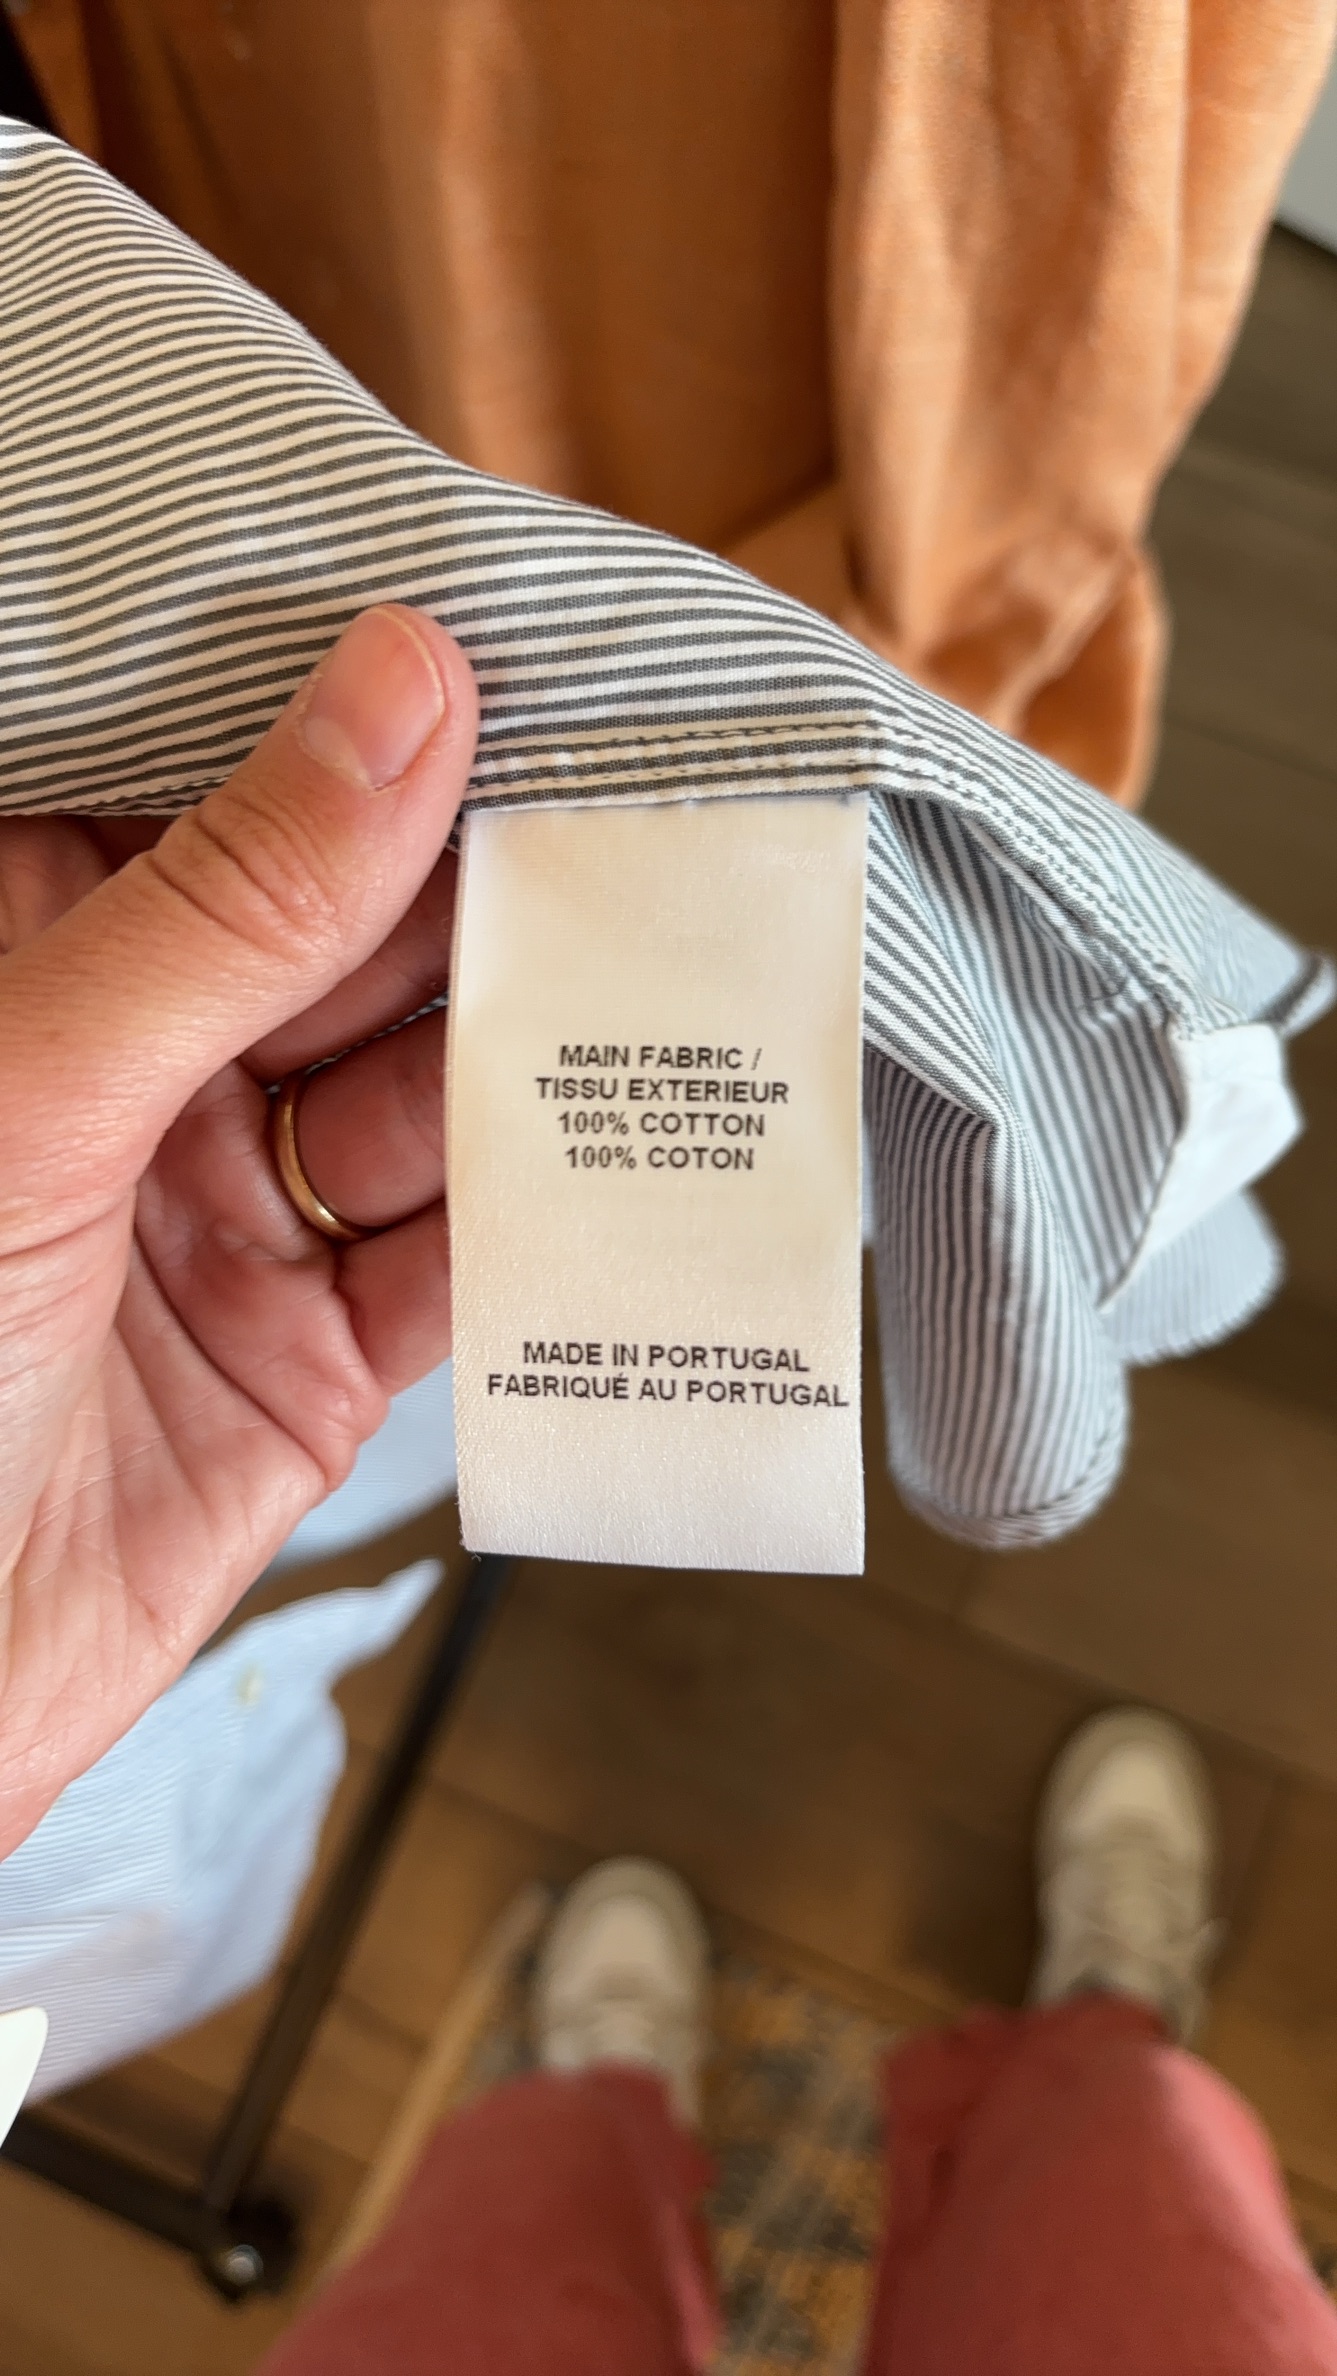 MAIN FABRIC /
TISSU EXTERIEUR
100% COTTON
100% COTON
MADE IN PORTUGAL
FABRIQUÉ AU PORTUGAL